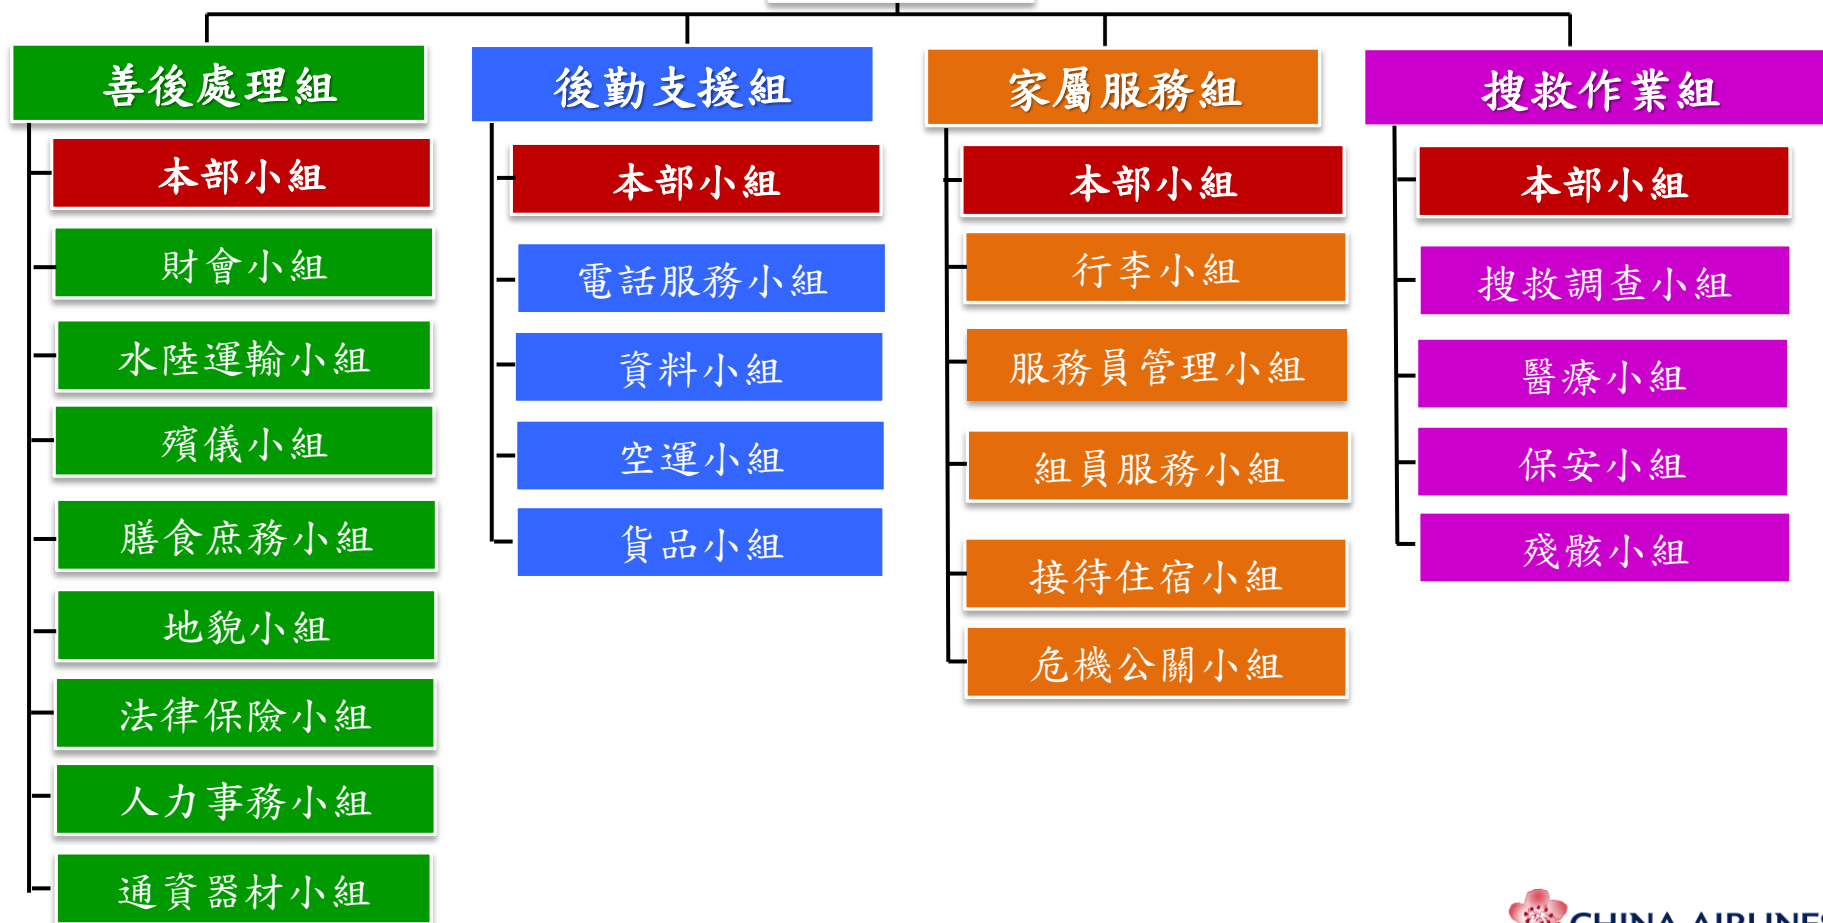 善後處理組
本部小組
財會小組
水陸運輸小組
殯儀小組
膳食庶務小組
地貌小組
法律保險小組
人力事務小組
通資器材小組
後勤支援組
本部小組
電話服務小組
資料小組
空運小組
貨品小組
家屬服務組
本部小組
行李小組
服務員管理小組
組員服務小組
接待住宿小組
危機公關小組
搜救作業組
本部小組
搜救調查小組
醫療小組
保安小組
殘骸小組
CHINA AIRLINES